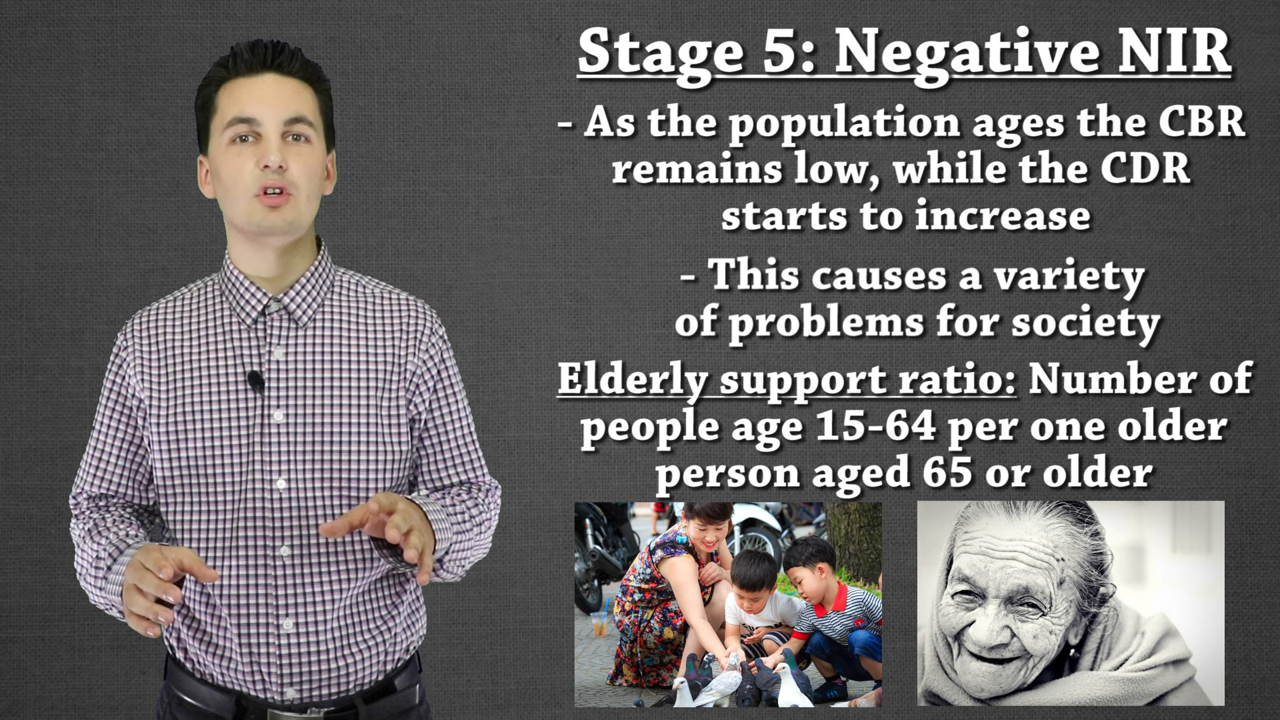 Stage 5: Negative NIR
- As the population ages the CBR
remains low, while the CDR
starts to increase
- This causes a variety
of problems for society
Elderly support ratio: Number of
people age 15-64 per one older
person aged 65 or older